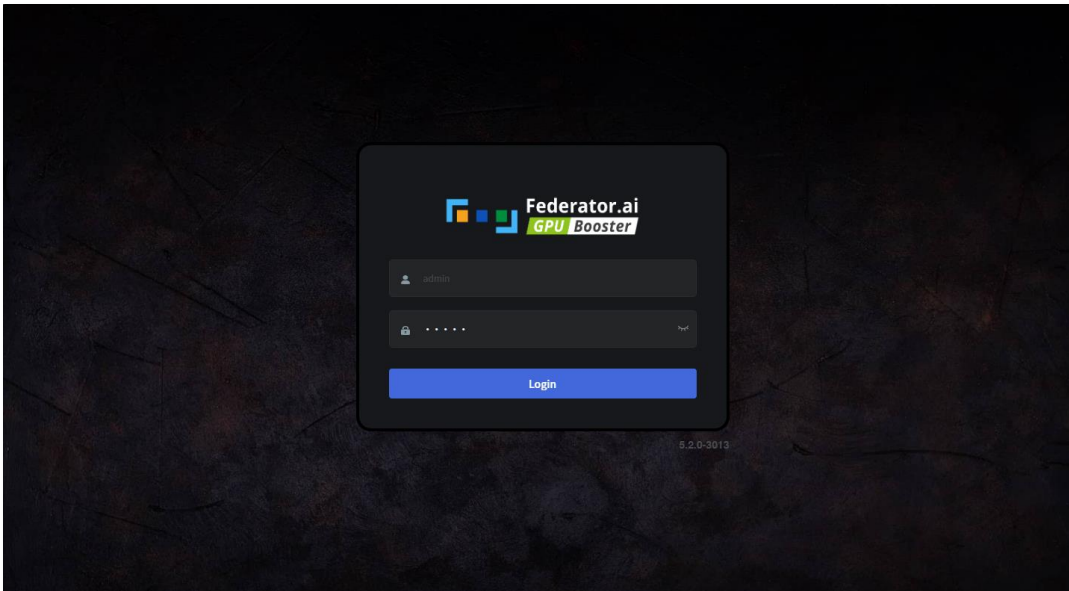 Federator.ai
GPU Booster
admin
•••••
Login
5.2.0-3013